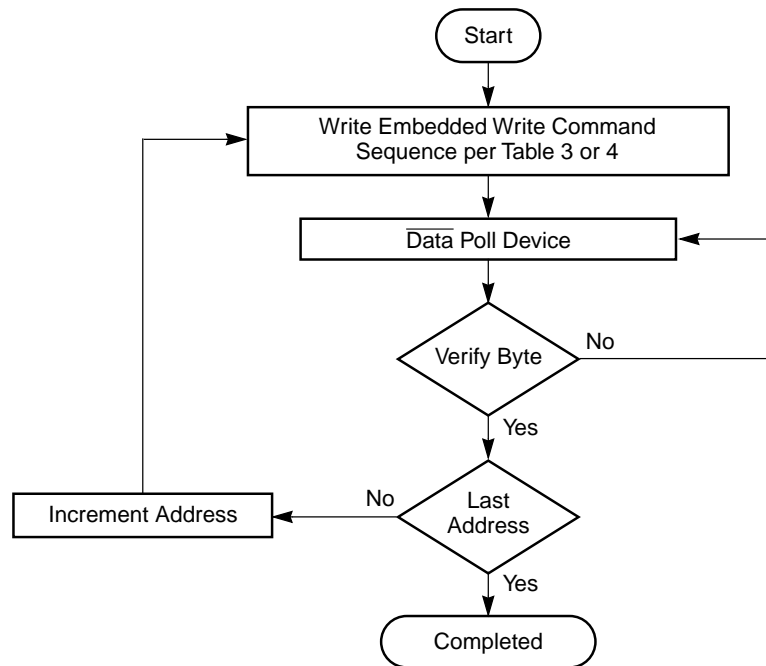 Start
Write Embedded Write Command
Sequence per Table 3 or 4
Data Poll Device
Verify Byte
No
Yes
No
Last
Address
Increment Address
Yes
Completed